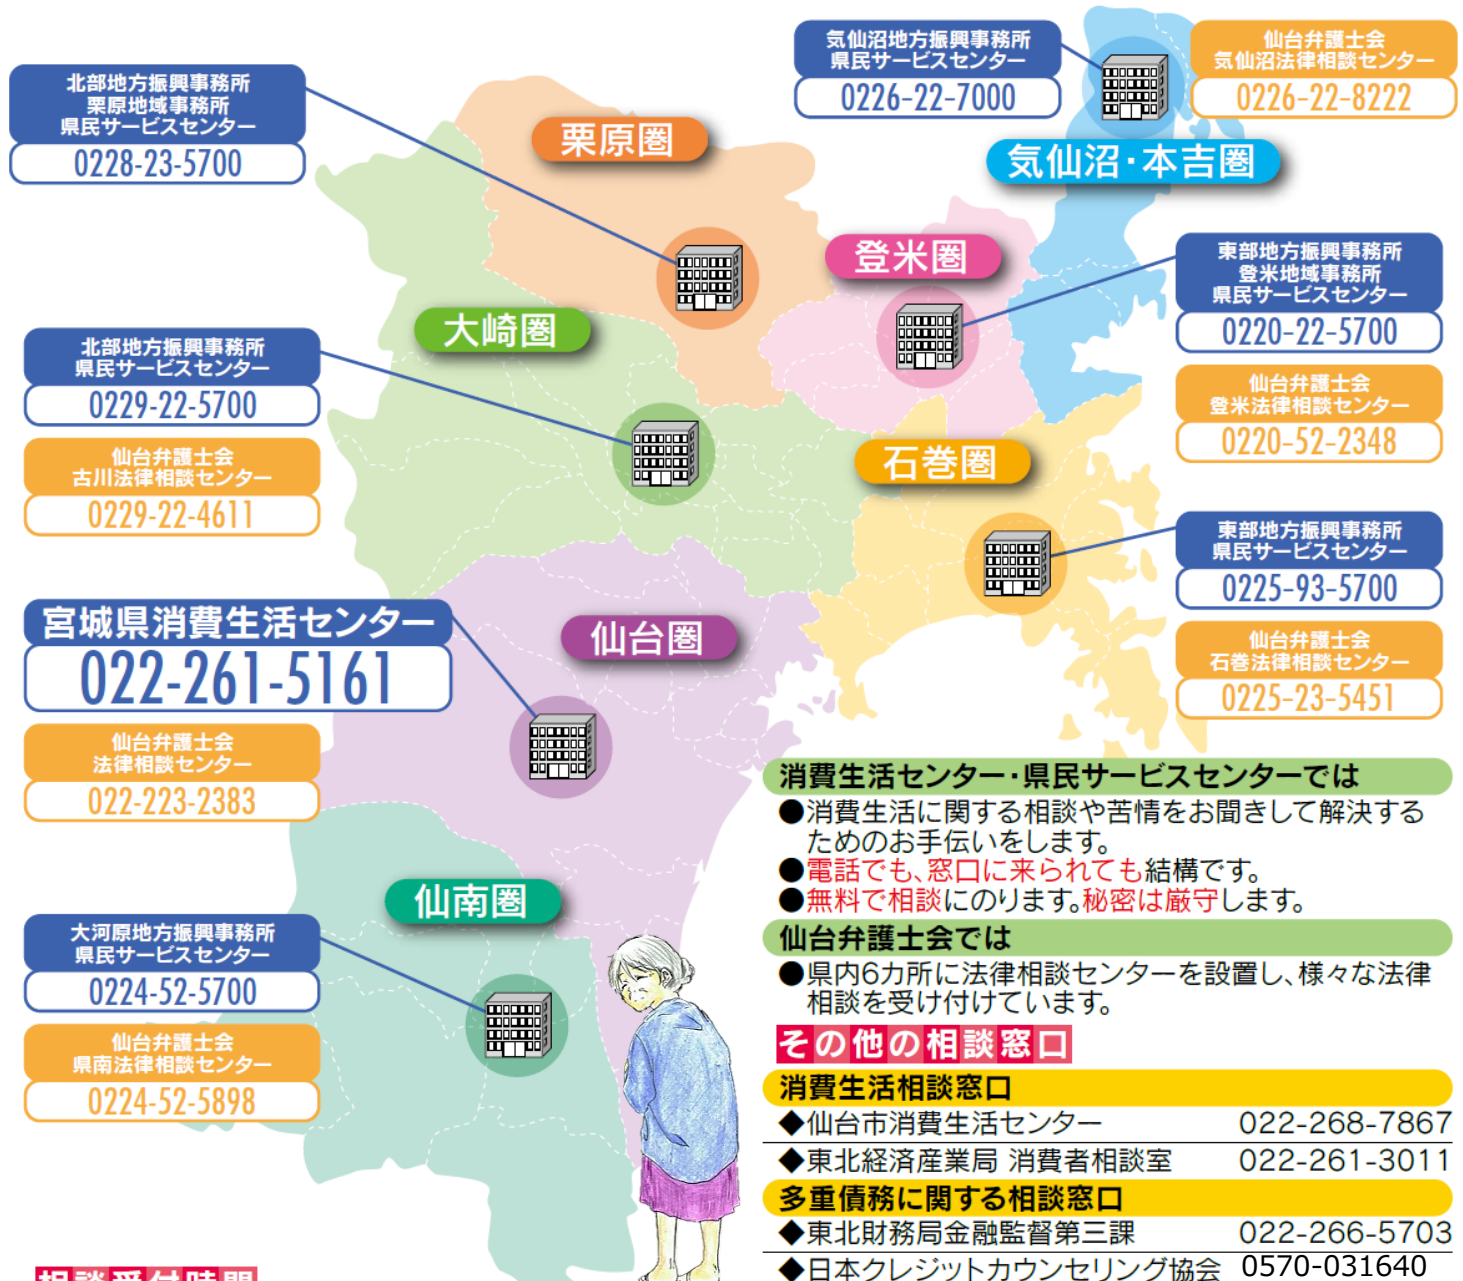 気仙沼地方振興事務所
県民サービスセンター
0226-22-7000
仙台弁護士会
気仙沼法律相談センター
0226-22-8222
北部地方振興事務所
栗原地域事務所
県民サービスセンター
0228-23-5700
栗原圏
気仙沼・本吉圏
登米圏
東部地方振興事務所
登米地域事務所
県民サービスセンター
0220-22-5700
大崎圏
北部地方振興事務所
県民サービスセンター
0229-22-5700
仙台弁護士会
登米法律相談センター
0220-52-2348
仙台弁護士会
古川法律相談センター
0229-22-4611
石巻圏
東部地方振興事務所
県民サービスセンター
0225-93-5700
宮城県消費生活センター
022-261-5161
仙台圏
仙台弁護士会
石巻法律相談センター
0225-23-5451
仙台弁護士会
法律相談センター
022-223-2383
仙南圏
大河原地方振興事務所
県民サービスセンター
0224-52-5700
仙台弁護士会
県南法律相談センター
0224-52-5898
消費生活センター・県民サービスセンターでは
●消費生活に関する相談や苦情をお聞きして解決する
ためのお手伝いをします。
●電話でも、窓口に来られても結構です。
●無料で相談にのります。秘密は厳守します。
仙台弁護士会では
●県内6カ所に法律相談センターを設置し、様々な法律
相談を受け付けています。
その他の相談窓口
消費生活相談窓口
◆仙台市消費生活センター 022-268-7867
◆東北経済産業局 消費者相談室 022-261-3011
多重債務に関する相談窓口
◆東北財務局金融監督第三課 022-266-5703
◆日本クレジットカウンセリング協会 0570-031640
相談受付時間